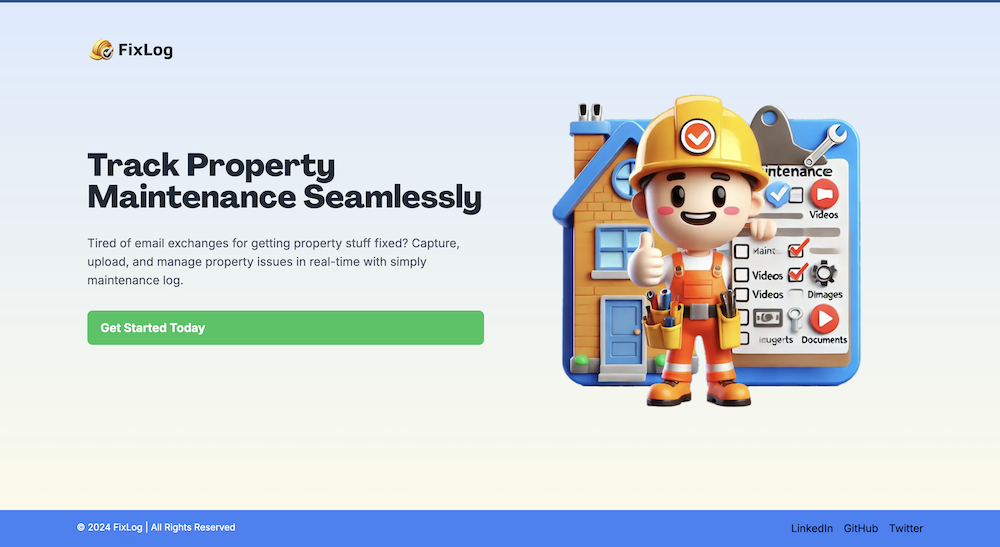 FixLog
Track Property
Maintenance Seamlessly
Tired of email exchanges for getting property stuff fixed? Capture,
upload, and manage property issues in real-time with simply
maintenance log.
Get Started Today
intenance
Videos
Maint
Videos
Videos
Dimages
Documents
© 2024 FixLog | All Rights Reserved
LinkedIn GitHub Twitter